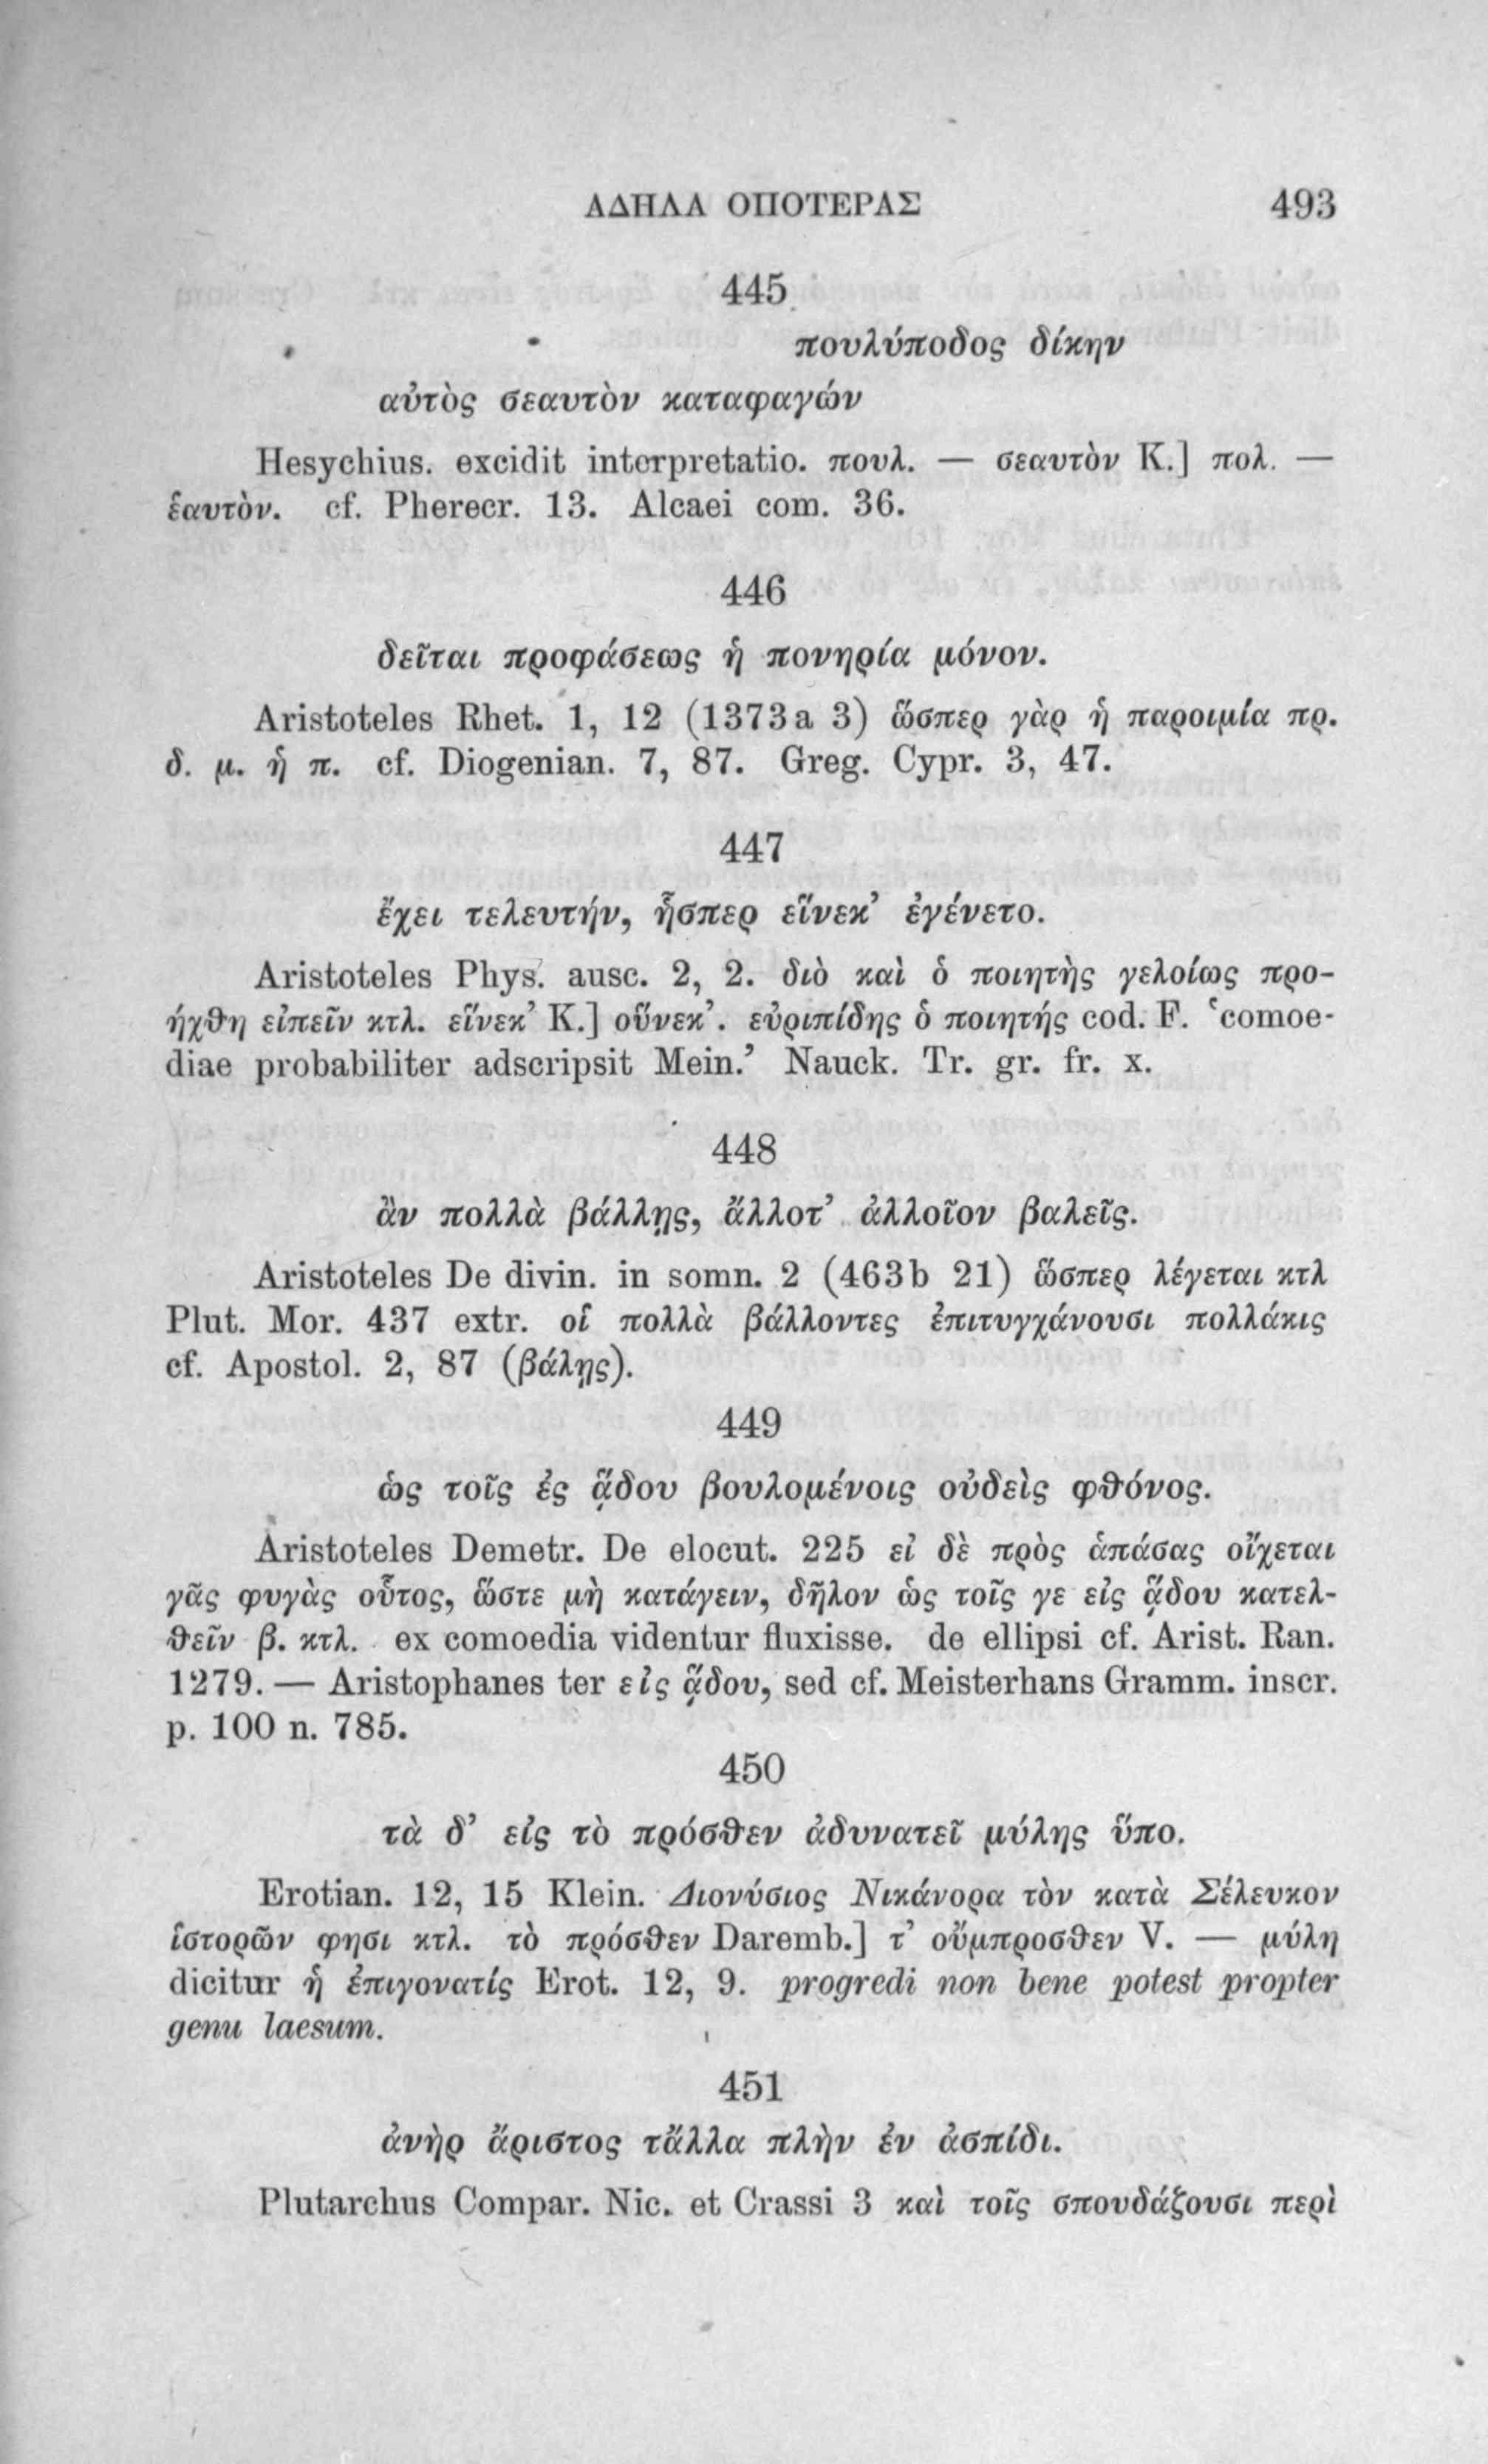 ΑΔΗΛΑ ΟΠΟΤΕΡΑΣ 493
445
πουλύποδος δίκην
αὐτὸς σεαυτὸν καταφαγών
Hesychius. excidit interpretatio. πουλ. — σεαυτὸν K.] πολ. —
ἑαυτὸν. cf. Pherecr. 13. Alcaei com. 36.
446
δεῖται προφάσεως ἡ πονηρία μόνον.
Aristoteles Rhet. 1, 12 (1373a 3) ὥσπερ γὰρ ἡ παροιμία πρ.
δ. μ. ἡ π. cf. Diogenian. 7, 87. Greg. Cypr. 3, 47.
447
ἔχει τελευτήν, ἧσπερ εἵνεκ’ ἐγένετο.
Aristoteles Phys. ausc. 2, 2. διὸ καὶ ὁ ποιητὴς γελοίως προ-
ήχθη εἰπεῖν κτλ. εἵνεκ’ K.] οὕνεκ’. εὐριπίδης ὁ ποιητής cod. F. ‘comoe-
diae probabiliter adscripsit Mein.’ Nauck. Tr. gr. fr. x.
448
ἂν πολλὰ βάλλῃς, ἄλλοτ’ ἀλλοῖον βαλεῖς.
Aristoteles De divin. in somn. 2 (463b 21) ὥσπερ λέγεται κτλ
Plut. Mor. 437 extr. οἱ πολλὰ βάλλοντες ἐπιτυγχάνουσι πολλάκις
cf. Apostol. 2, 87 (βάλῃς).
449
ὡς τοῖς ἐς ᾅδου βουλομένοις οὐδεὶς φθόνος.
Aristoteles Demetr. De elocut. 225 εἰ δὲ πρὸς ἁπάσας οἴχεται
γᾶς φυγὰς οὗτος, ὥστε μὴ κατάγειν, δῆλον ὡς τοῖς γε εἰς ᾅδου κατελ-
θεῖν β. κτλ. ex comoedia videntur fluxisse. de ellipsi cf. Arist. Ran.
1279. — Aristophanes ter εἰς ᾅδου, sed cf. Meisterhans Gramm. inscr.
p. 100 n. 785.
450
τὰ δ’ εἰς τὸ πρόσθεν ἀδυνατεῖ μύλης ὕπο.
Erotian. 12, 15 Klein. Διονύσιος Νικάνορα τὸν κατὰ Σέλευκον
ἱστορῶν φησι κτλ. τὸ πρόσθεν Daremb.] τ’ οὔμπροσθεν V. — μύλη
dicitur ἡ ἐπιγονατίς Erot. 12, 9. progredi non bene potest propter
genu laesum.
451
ἀνὴρ ἄριστος τἄλλα πλὴν ἐν ἀσπίδι.
Plutarchus Compar. Nic. et Crassi 3 καὶ τοῖς σπουδάζουσι περὶ